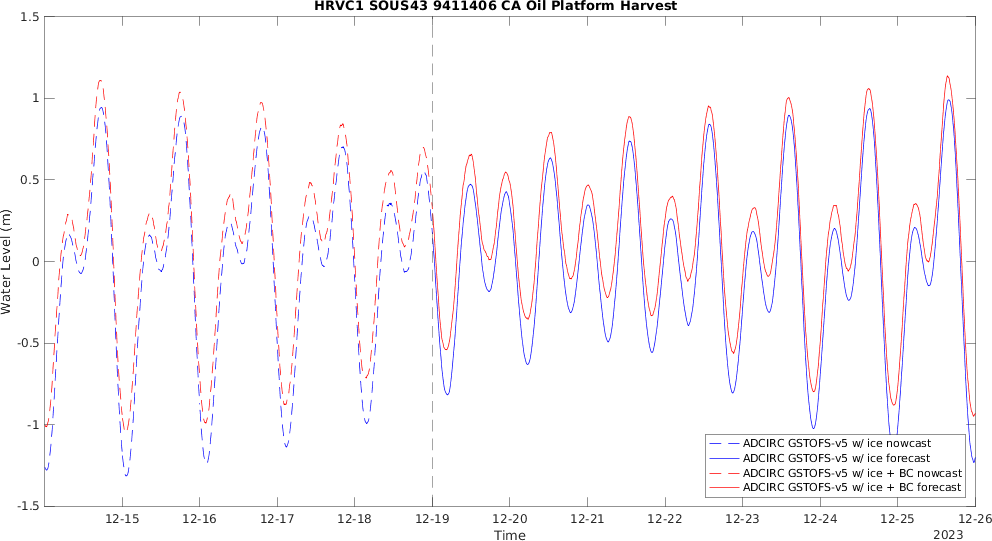 HRVC1 SOUS43 9411406 CA Oil Platform Harvest
1.5
1
0.5
0
-0.5
-1
-1.5
Water Level (m)
12-15 12-16 12-17 12-18 12-19 12-20 12-21 12-22 12-23 12-24 12-25 12-26
Time
2023
ADCIRC GSTOFS-v5 w/ ice nowcast
ADCIRC GSTOFS-v5 w/ ice forecast
ADCIRC GSTOFS-v5 w/ ice + BC nowcast
ADCIRC GSTOFS-v5 w/ ice + BC forecast